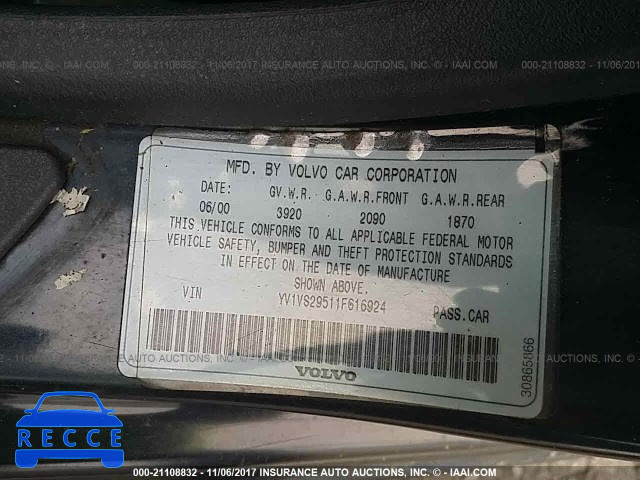 000-21108832 - 11/06/2017 INSURANCE AUTO AUCTIONS, INC. © - IAAI.COM
MFD. BY VOLVO CAR CORPORATION
DATE: GV.W.R. G.A.W.R.FRONT G.A.W.R.REAR
06/00 3920 2090 1870
THIS VEHICLE CONFORMS TO ALL APPLICABLE FEDERAL MOTOR
VEHICLE SAFETY, BUMPER AND THEFT PROTECTION STANDARDS
IN EFFECT ON THE DATE OF MANUFACTURE
SHOWN ABOVE.
VIN YV1VS29511F616924 PASS.CAR
VOLVO
30865866
RECCE
000-21108832 - 11/06/2017 INSURANCE AUTO AUCTIONS, INC. © - IAAI.COM